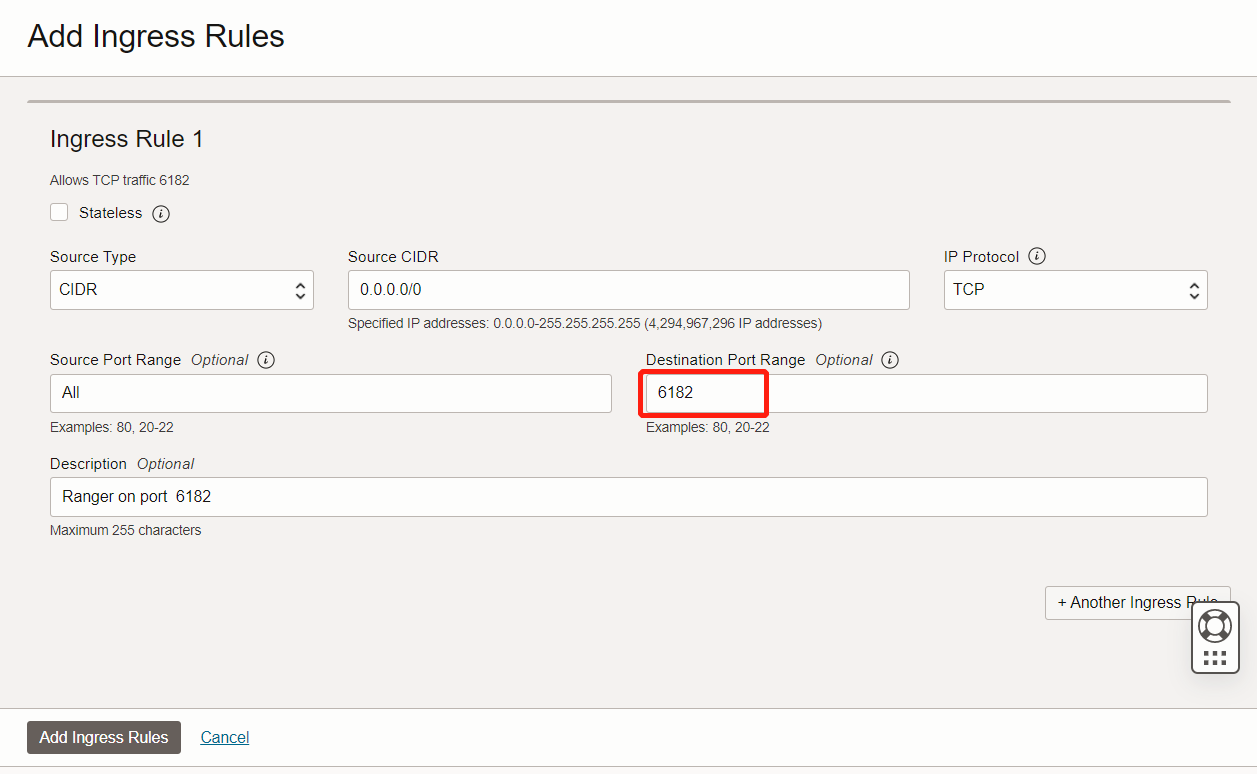 Add Ingress Rules
Ingress Rule 1
Allows TCP traffic 6182
Stateless
Source Type
Source CIDR
IP Protocol
CIDR
0.0.0.0/0
TCP
Specified IP addresses: 0.0.0.0-255.255.255.255 (4,294,967,296 IP addresses)
Source Port Range Optional
Destination Port Range Optional
All
6182
Examples: 80, 20-22
Examples: 80, 20-22
Description Optional
Ranger on port  6182
Maximum 255 characters
+ Another Ingress Rule
Add Ingress Rules
Cancel